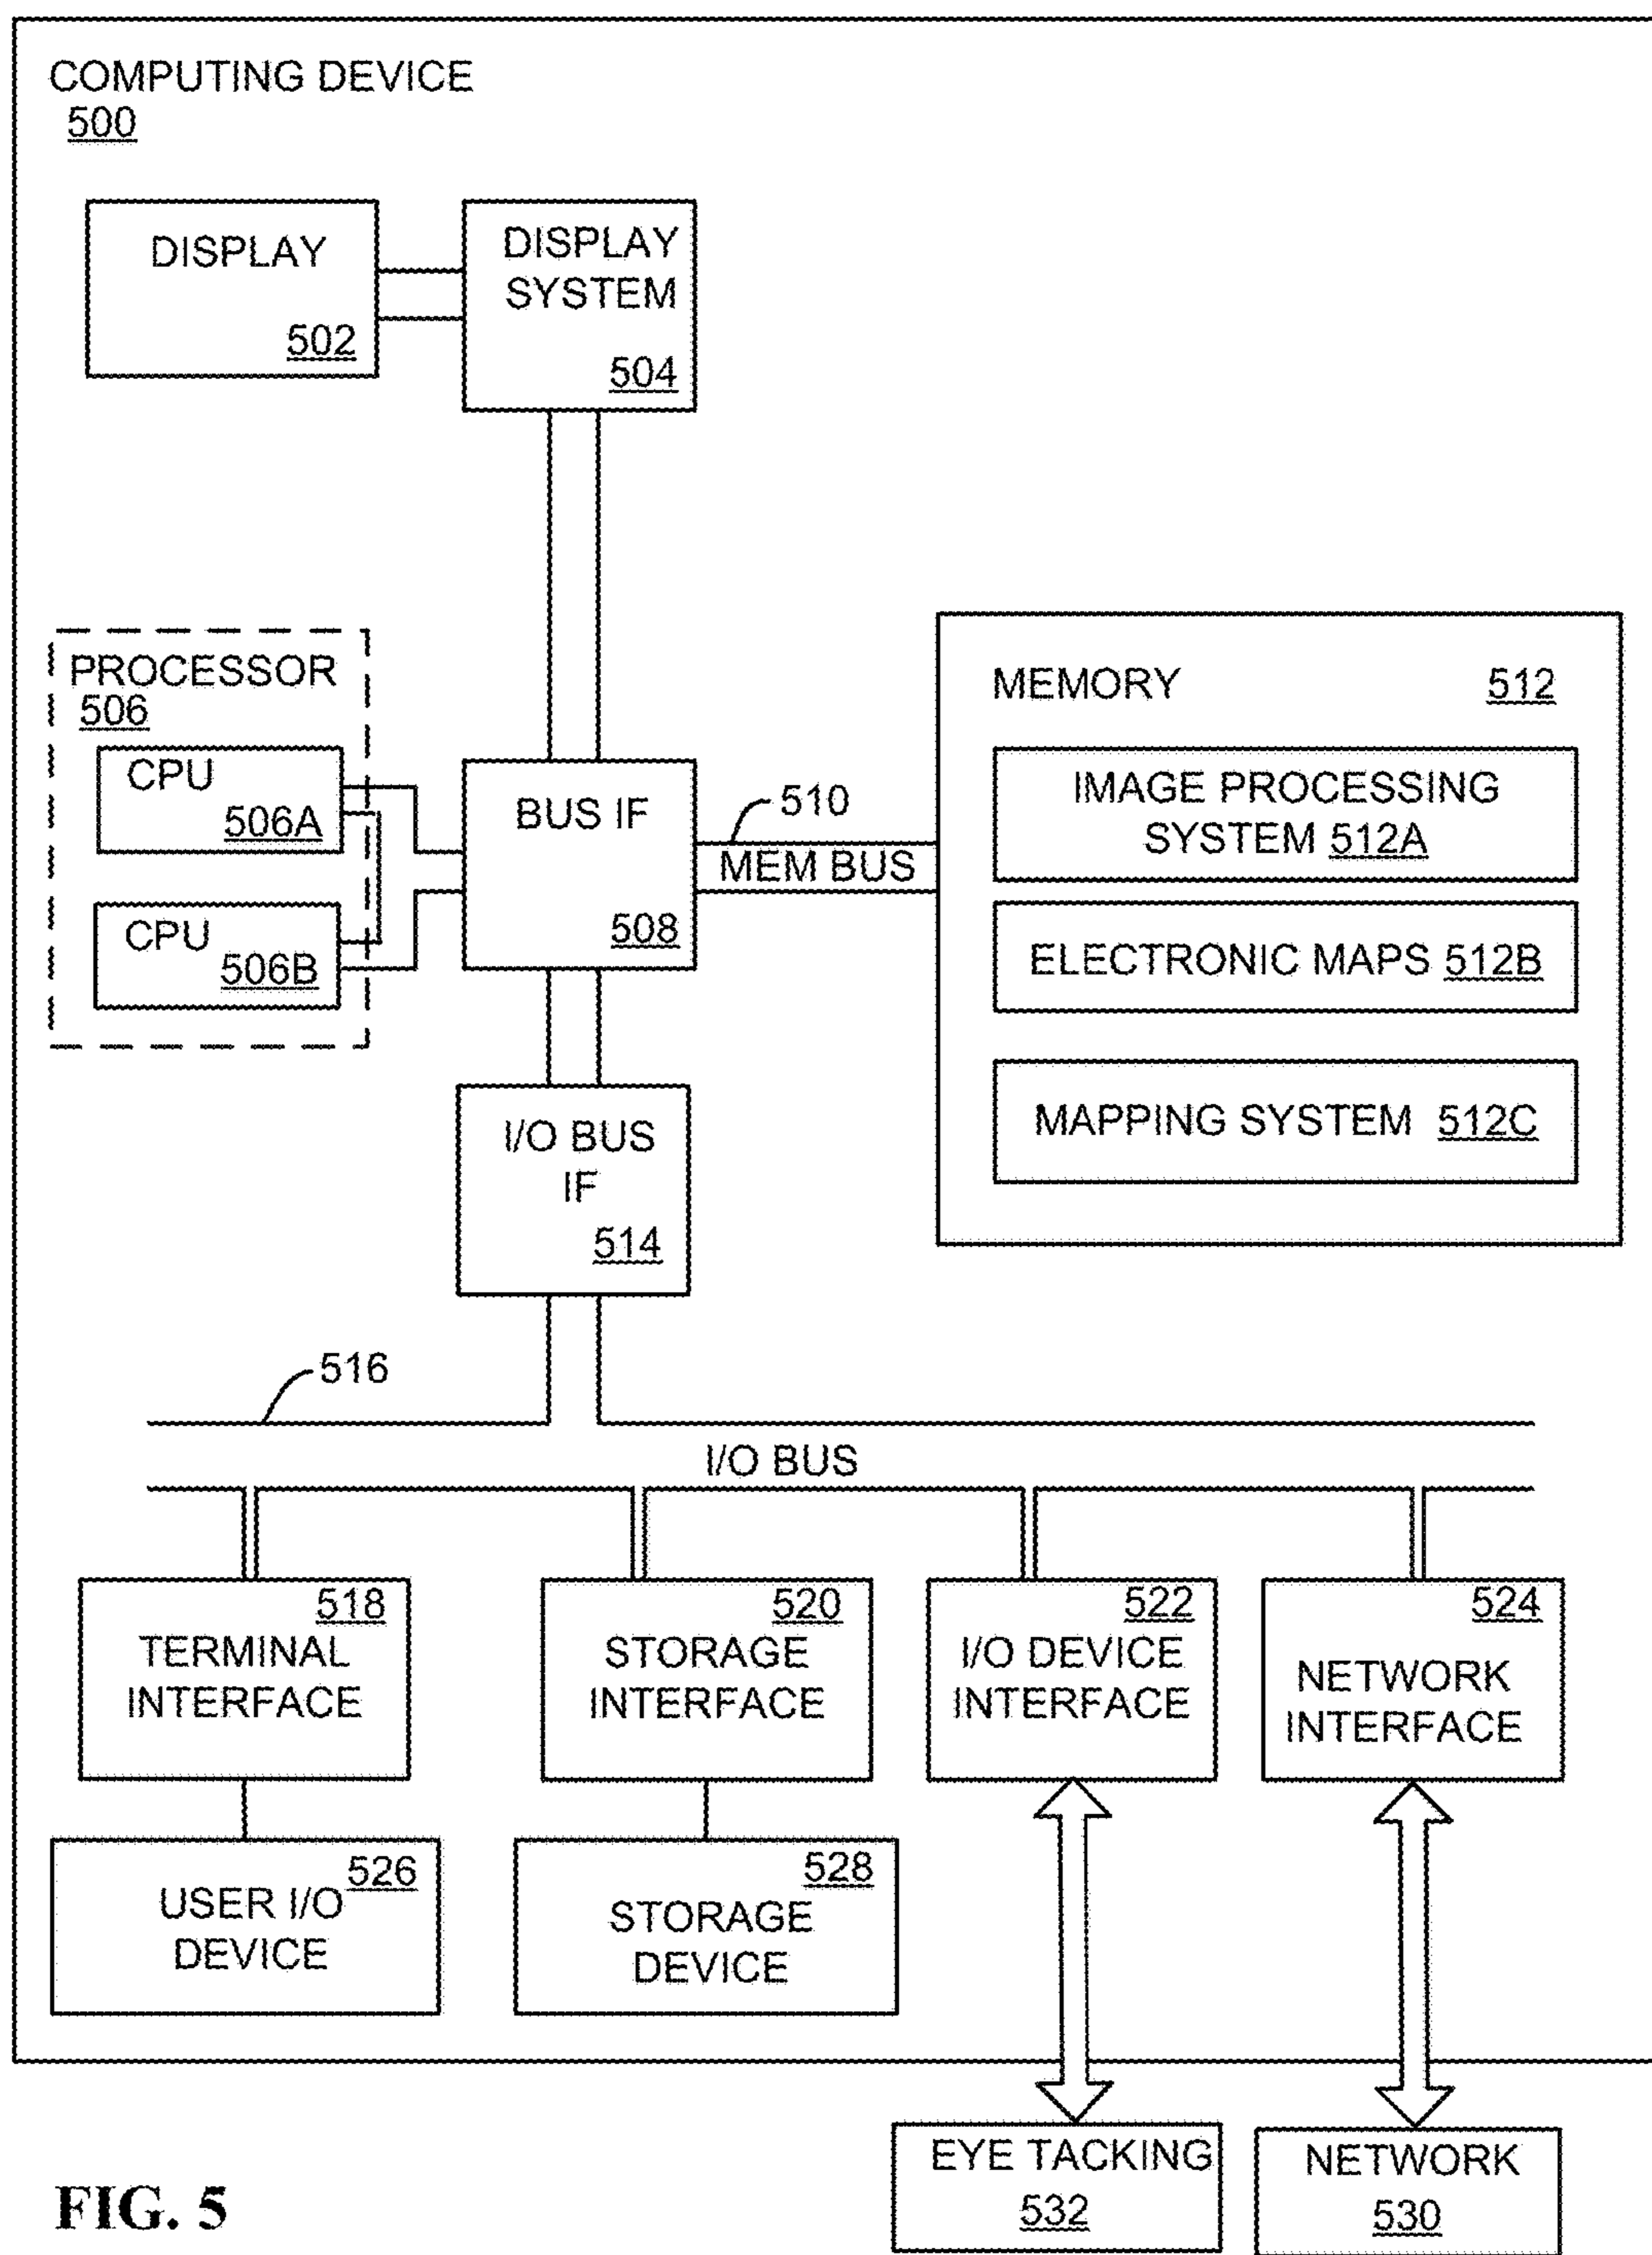 COMPUTING DEVICE
500
DISPLAY
502
DISPLAY
SYSTEM
504
PROCESSOR
506
CPU
506A
CPU
506B
BUS IF
508
510
MEM BUS
MEMORY 512
IMAGE PROCESSING
SYSTEM 512A
ELECTRONIC MAPS 512B
MAPPING SYSTEM 512C
I/O BUS
IF
514
516
I/O BUS
518
TERMINAL
INTERFACE
520
STORAGE
INTERFACE
522
I/O DEVICE
INTERFACE
524
NETWORK
INTERFACE
526
USER I/O
DEVICE
528
STORAGE
DEVICE
EYE TACKING
532
NETWORK
530
FIG. 5